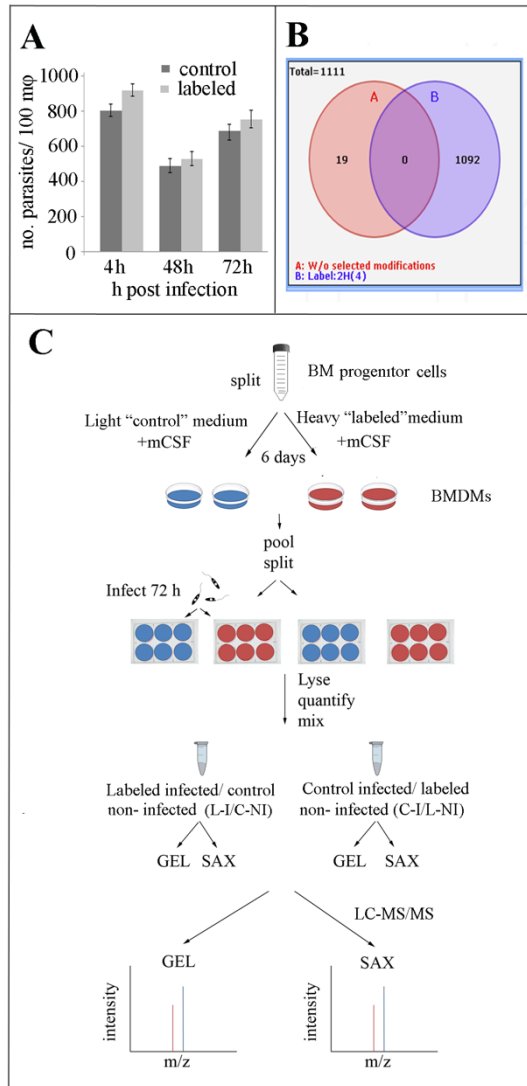 A
control
labeled
no. parasites/ 100 mφ
1000
800
600
400
200
0
4h 48h 72h
h post infection
B
Total=1111
A B
19 0 1092
A: W/o selected modifications
B: Label:2H(4)
C
split BM progenitor cells
Light “control” medium Heavy “labeled”medium
+mCSF +mCSF
6 days
BMDMs
pool
split
Infect 72 h
Lyse
quantify
mix
Labeled infected/ control Control infected/ labeled
non- infected (L-I/C-NI) non-infected (C-I/L-NI)
GEL SAX GEL SAX
LC-MS/MS
GEL SAX
intensity intensity
m/z m/z